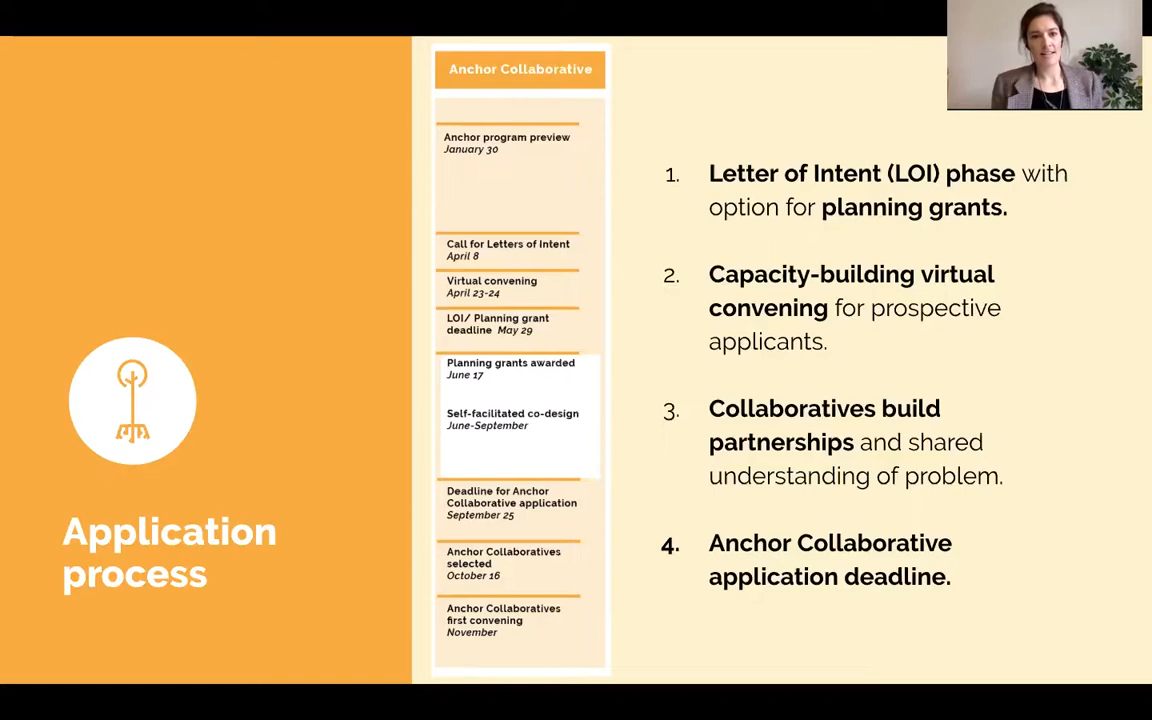 Application
process
Anchor Collaborative
Anchor program preview
January 30
Call for Letters of Intent
April 8
Virtual convening
April 23-24
LOI/ Planning grant
deadline May 29
Planning grants awarded
June 17
Self-facilitated co-design
June-September
Deadline for Anchor
Collaborative application
September 25
Anchor Collaboratives
selected
October 16
Anchor Collaboratives
first convening
November
1. Letter of Intent (LOI) phase with
option for planning grants.
2. Capacity-building virtual
convening for prospective
applicants.
3. Collaboratives build
partnerships and shared
understanding of problem.
4. Anchor Collaborative
application deadline.